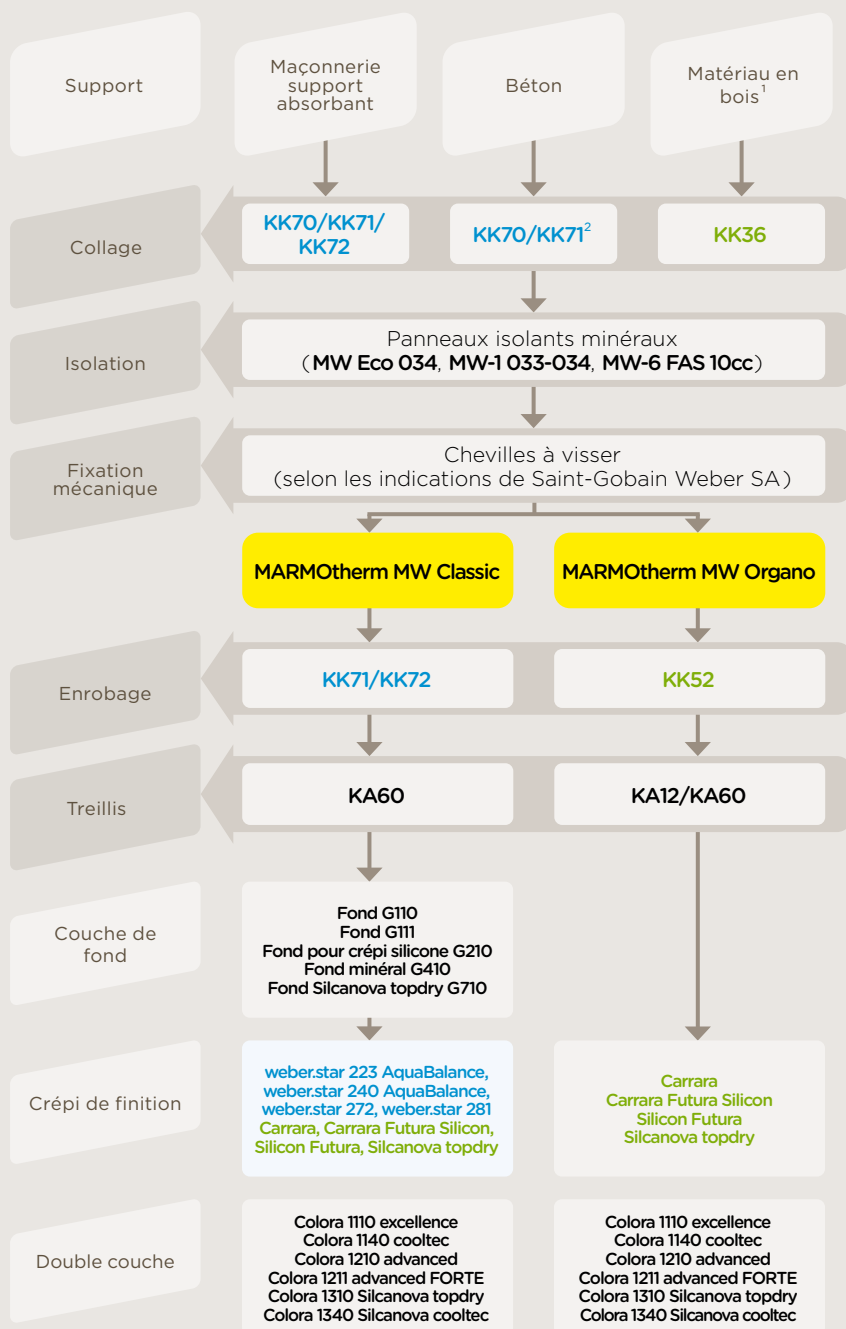 Support
Maçonnerie
support
absorbant
Béton
Matériau en
bois¹
Collage
KK70/KK71/
KK72
KK70/KK71²
KK36
Isolation
Panneaux isolants minéraux
(MW Eco 034, MW-1 033-034, MW-6 FAS 10cc)
Fixation
mécanique
Chevilles à visser
(selon les indications de Saint-Gobain Weber SA)
MARMOtherm MW Classic
MARMOtherm MW Organo
Enrobage
KK71/KK72
KK52
Treillis
KA60
KA12/KA60
Couche de
fond
Fond G110
Fond G111
Fond pour crépi silicone G210
Fond minéral G410
Fond Silcanova topdry G710
Crépi de finition
weber.star 223 AquaBalance,
weber.star 240 AquaBalance,
weber.star 272, weber.star 281
Carrara, Carrara Futura Silicon,
Silicon Futura, Silcanova topdry
Carrara
Carrara Futura Silicon
Silicon Futura
Silcanova topdry
Double couche
Colora 1110 excellence
Colora 1140 cooltec
Colora 1210 advanced
Colora 1211 advanced FORTE
Colora 1310 Silcanova topdry
Colora 1340 Silcanova cooltec
Colora 1110 excellence
Colora 1140 cooltec
Colora 1210 advanced
Colora 1211 advanced FORTE
Colora 1310 Silcanova topdry
Colora 1340 Silcanova cooltec